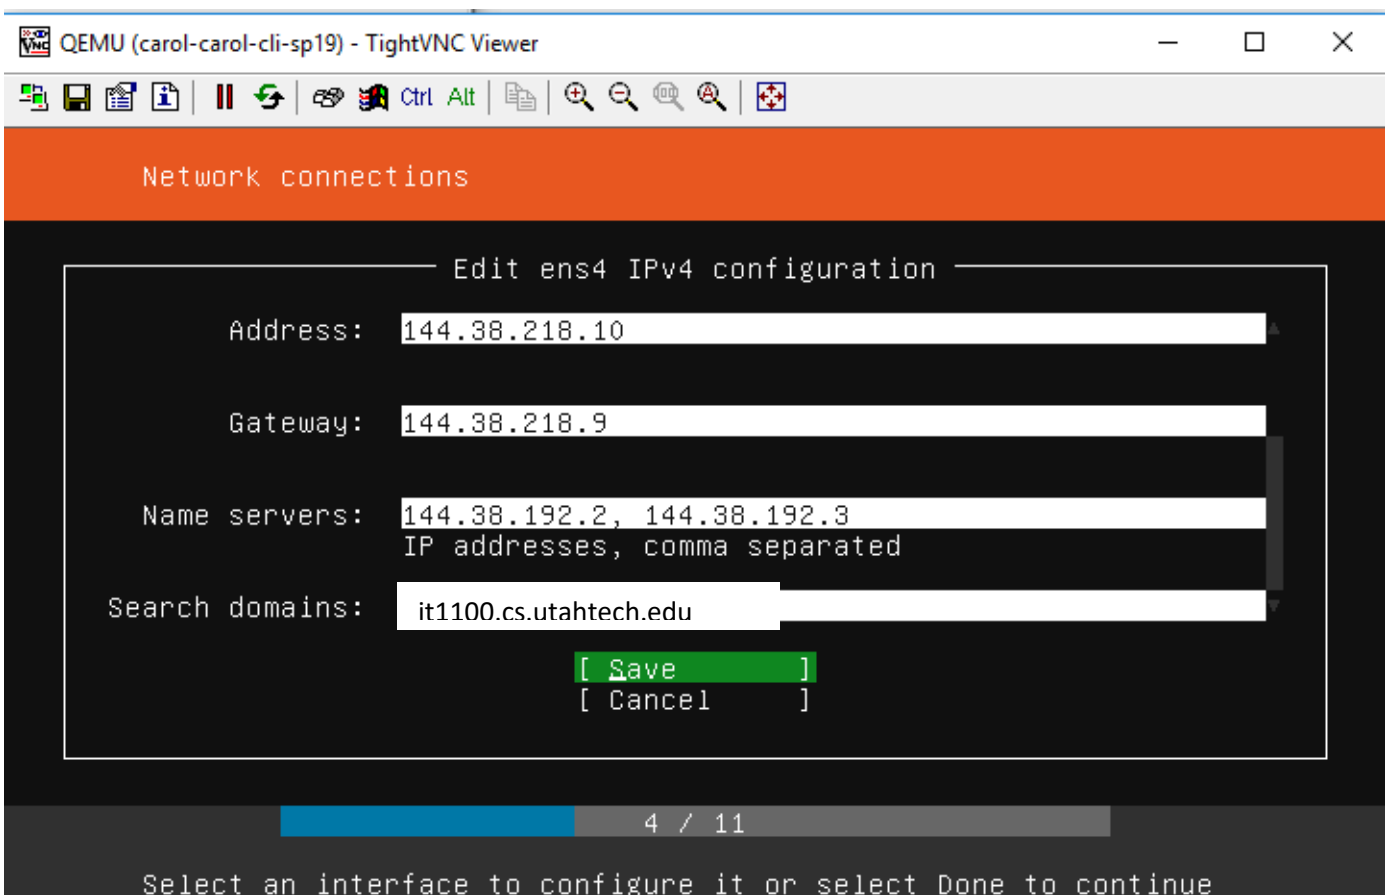 QEMU (carol-carol-cli-sp19) - TightVNC Viewer
Ctrl Alt
Network connections
Edit ens4 IPv4 configuration
Address: 144.38.218.10
Gateway: 144.38.218.9
Name servers: 144.38.192.2, 144.38.192.3
IP addresses, comma separated
Search domains: it1100.cs.utahtech.edu
[ Save ]
[ Cancel ]
4 / 11
Select an interface to configure it or select Done to continue